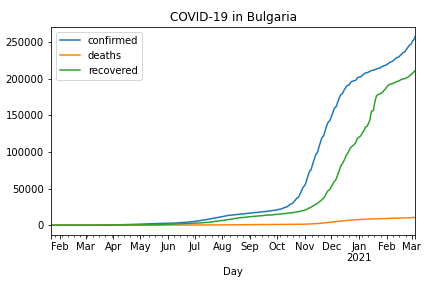 COVID-19 in Bulgaria
confirmed
deaths
recovered
250000
200000
150000
100000
50000
0
Feb Mar Apr May Jun Jul Aug Sep Oct Nov Dec Jan Feb Mar
2021
Day